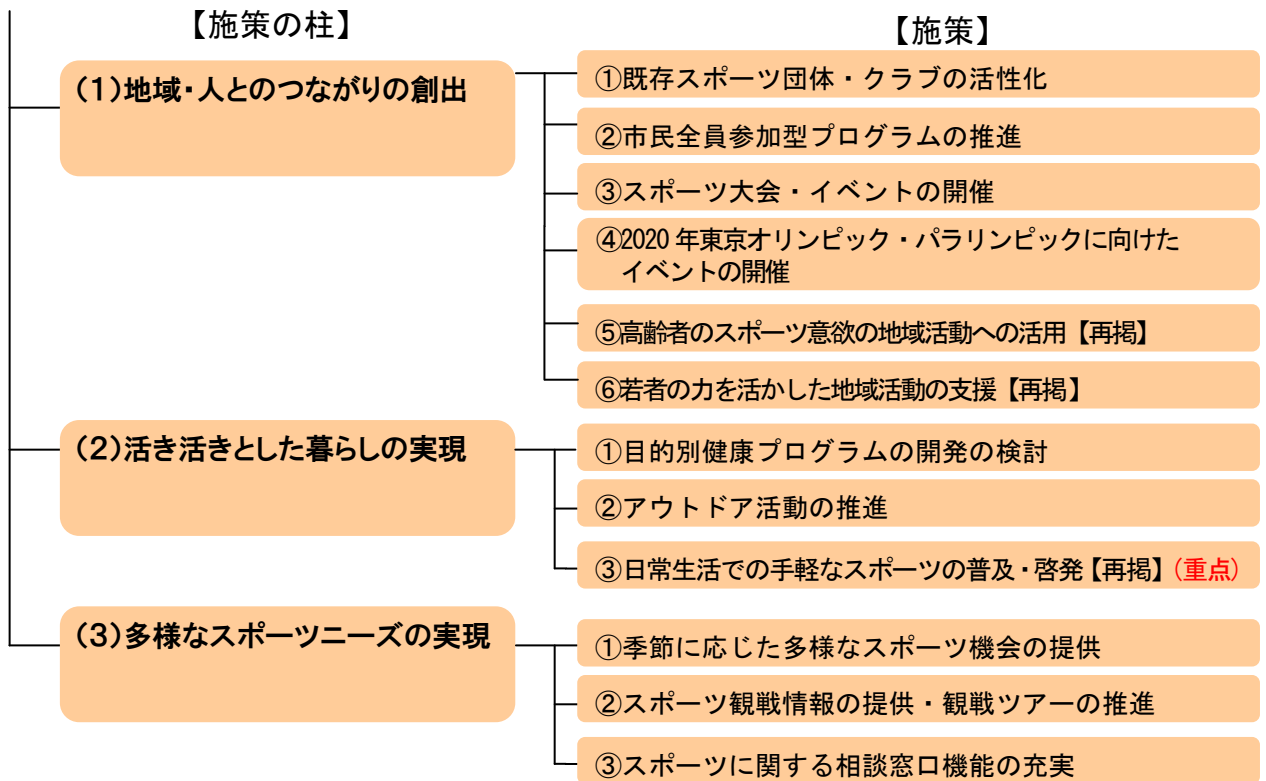 【施策の柱】
【施策】
(1)地域・人とのつながりの創出
①既存スポーツ団体・クラブの活性化
②市民全員参加型プログラムの推進
③スポーツ大会・イベントの開催
④2020年東京オリンピック・パラリンピックに向けた
イベントの開催
⑤高齢者のスポーツ意欲の地域活動への活用【再掲】
⑥若者の力を活かした地域活動の支援【再掲】
(2)活き活きとした暮らしの実現
①目的別健康プログラムの開発の検討
②アウトドア活動の推進
③日常生活での手軽なスポーツの普及・啓発【再掲】(重点)
(3)多様なスポーツニーズの実現
①季節に応じた多様なスポーツ機会の提供
②スポーツ観戦情報の提供・観戦ツアーの推進
③スポーツに関する相談窓口機能の充実